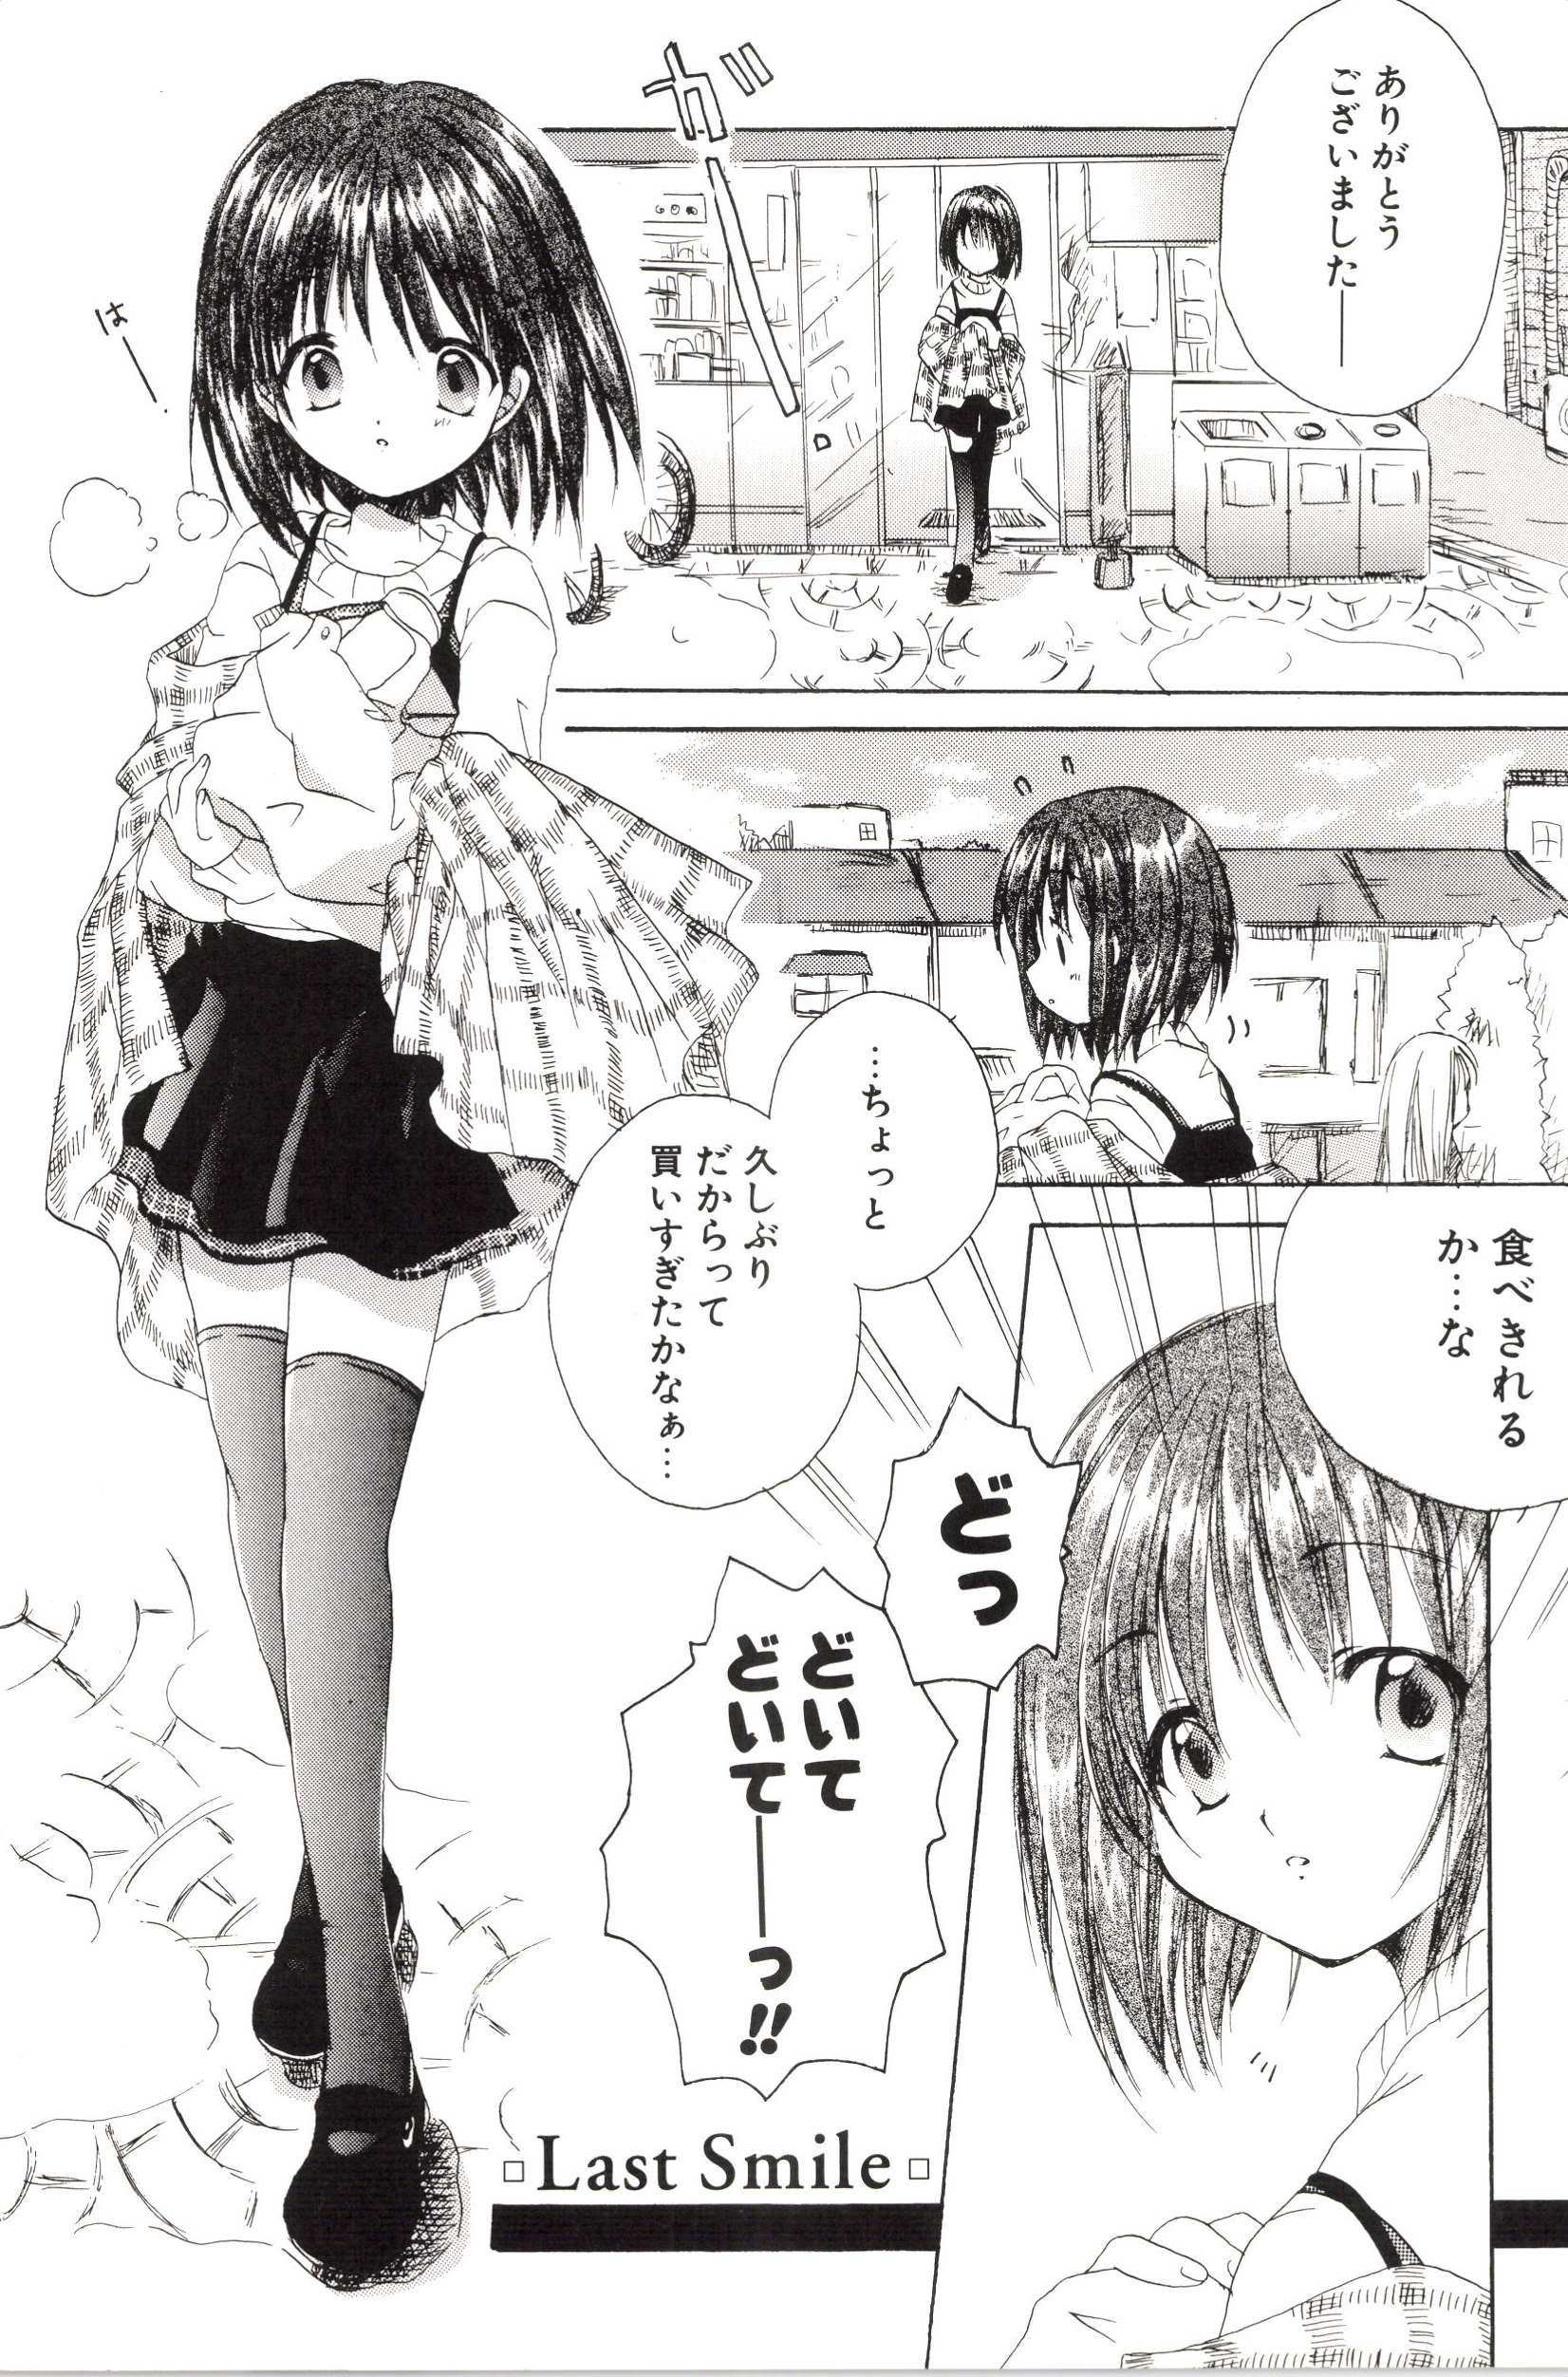 ありがとう
ございました――
ガーッ
はー
…ちょっと
久しぶり
だからって
買いすぎたかなぁ…
食べきれる
か…な
どっ
どいて
どいて――っ!!
Last Smile